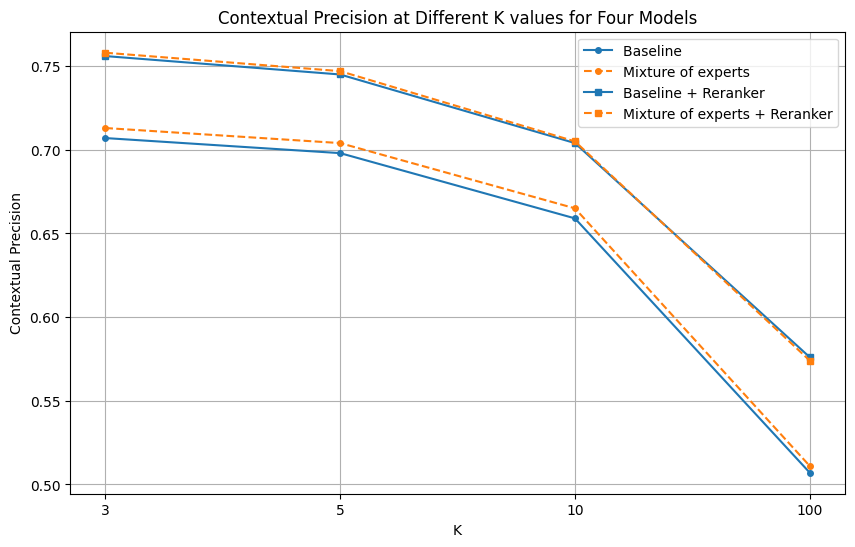 Contextual Precision at Different K values for Four Models
Baseline
Mixture of experts
Baseline + Reranker
Mixture of experts + Reranker
Contextual Precision
0.75
0.70
0.65
0.60
0.55
0.50
3 5 10 100
K